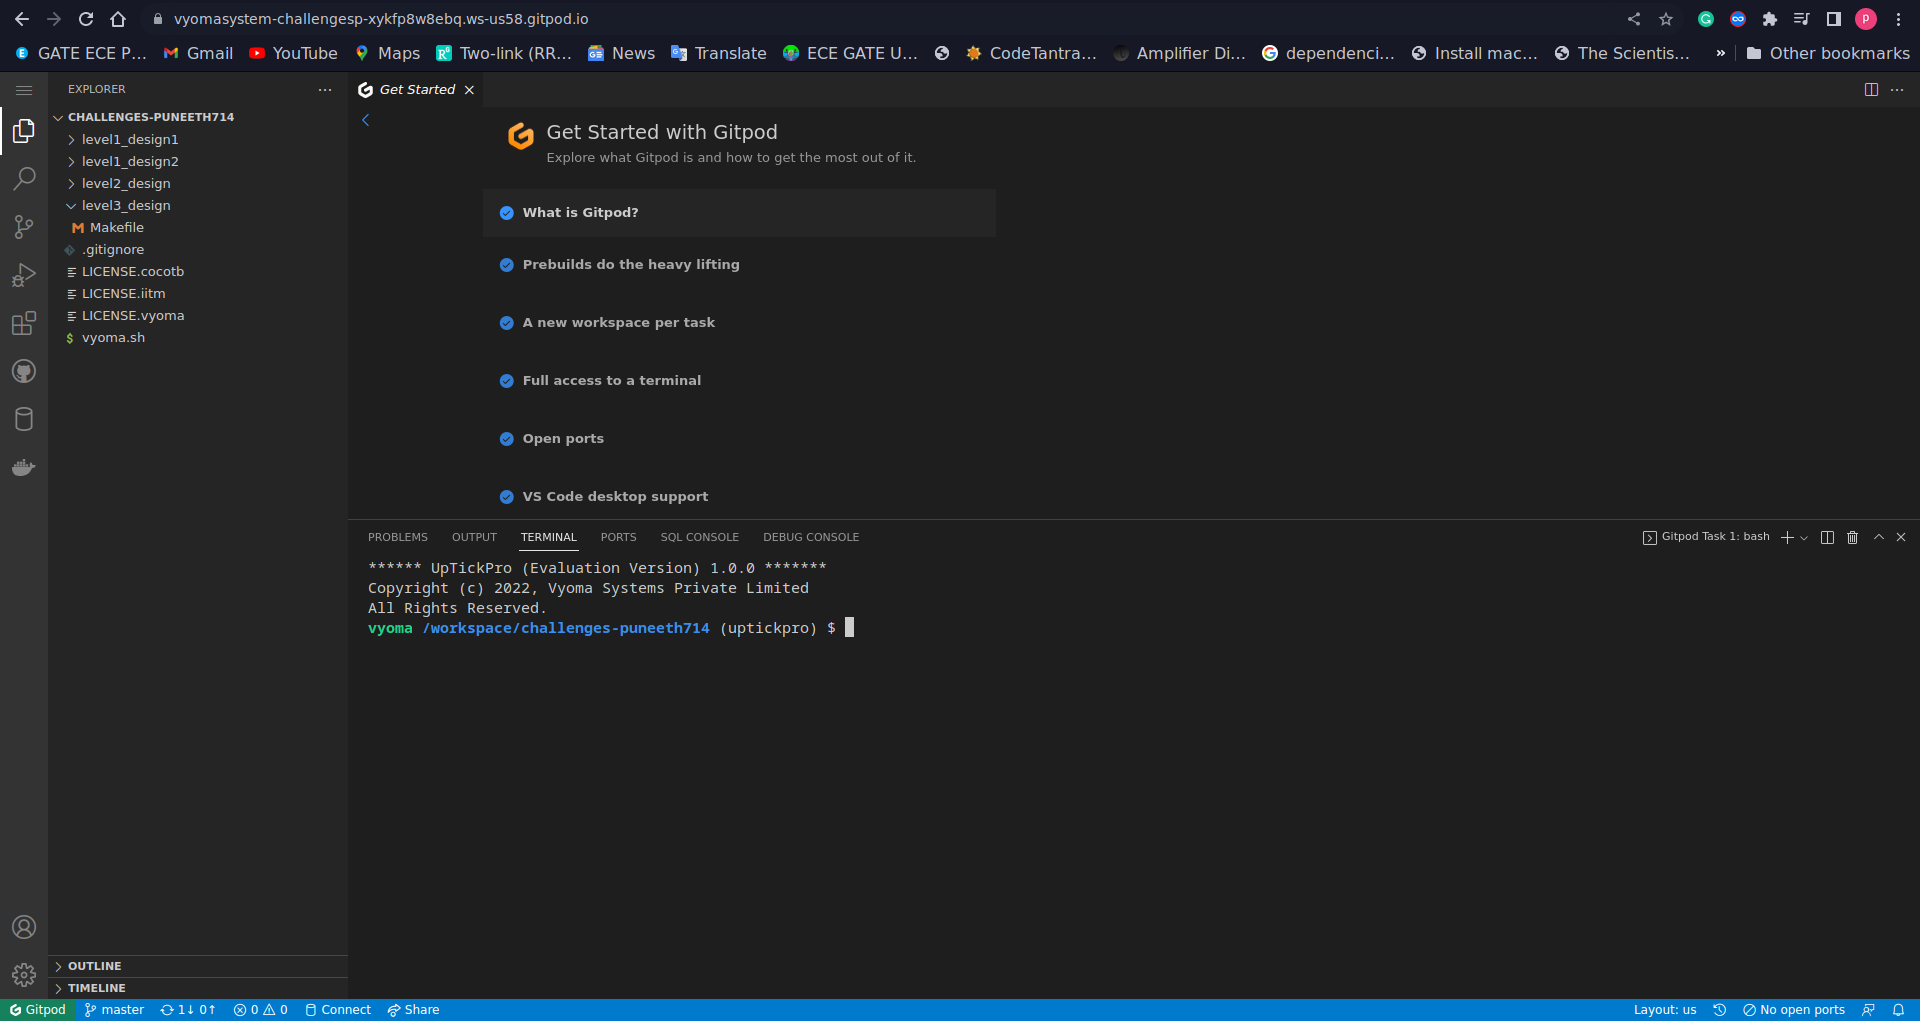 vyomasystem-challengesp-xykfp8w8ebq.ws-us58.gitpod.io
P
GATE ECE P...
Gmail
YouTube
Maps
Two-link (RR...
News
Translate
ECE GATE U...
CodeTantra...
Amplifier Di...
dependenci...
Install mac...
The Scientis...
»
Other bookmarks
EXPLORER
Get Started
CHALLENGES-PUNEETH714
level1_design1
level1_design2
level2_design
level3_design
Makefile
.gitignore
LICENSE.cocotb
LICENSE.iitm
LICENSE.vyoma
$ vyoma.sh
Get Started with Gitpod
Explore what Gitpod is and how to get the most out of it.
What is Gitpod?
Prebuilds do the heavy lifting
A new workspace per task
Full access to a terminal
Open ports
VS Code desktop support
PROBLEMS OUTPUT TERMINAL PORTS SQL CONSOLE DEBUG CONSOLE
Gitpod Task 1: bash
****** UpTickPro (Evaluation Version) 1.0.0 *******
Copyright (c) 2022, Vyoma Systems Private Limited
All Rights Reserved.
vyoma /workspace/challenges-puneeth714 (uptickpro) $
OUTLINE
TIMELINE
Gitpod master 1↓ 0↑ 0 0 Connect Share
Layout: us No open ports